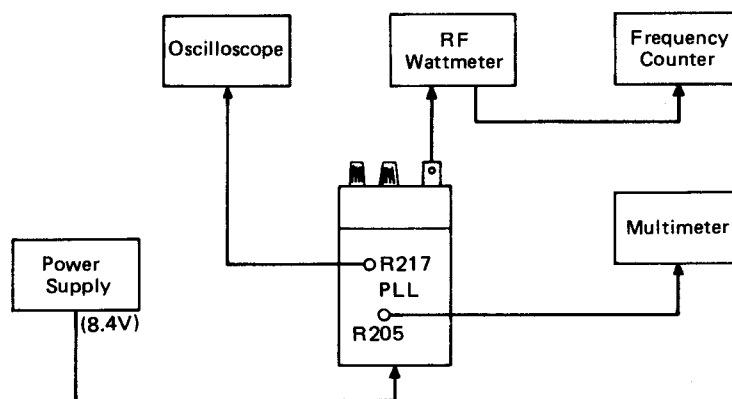 Oscilloscope
RF
Wattmeter
Frequency
Counter
Multimeter
Power
Supply
(8.4V)
R217
PLL
R205